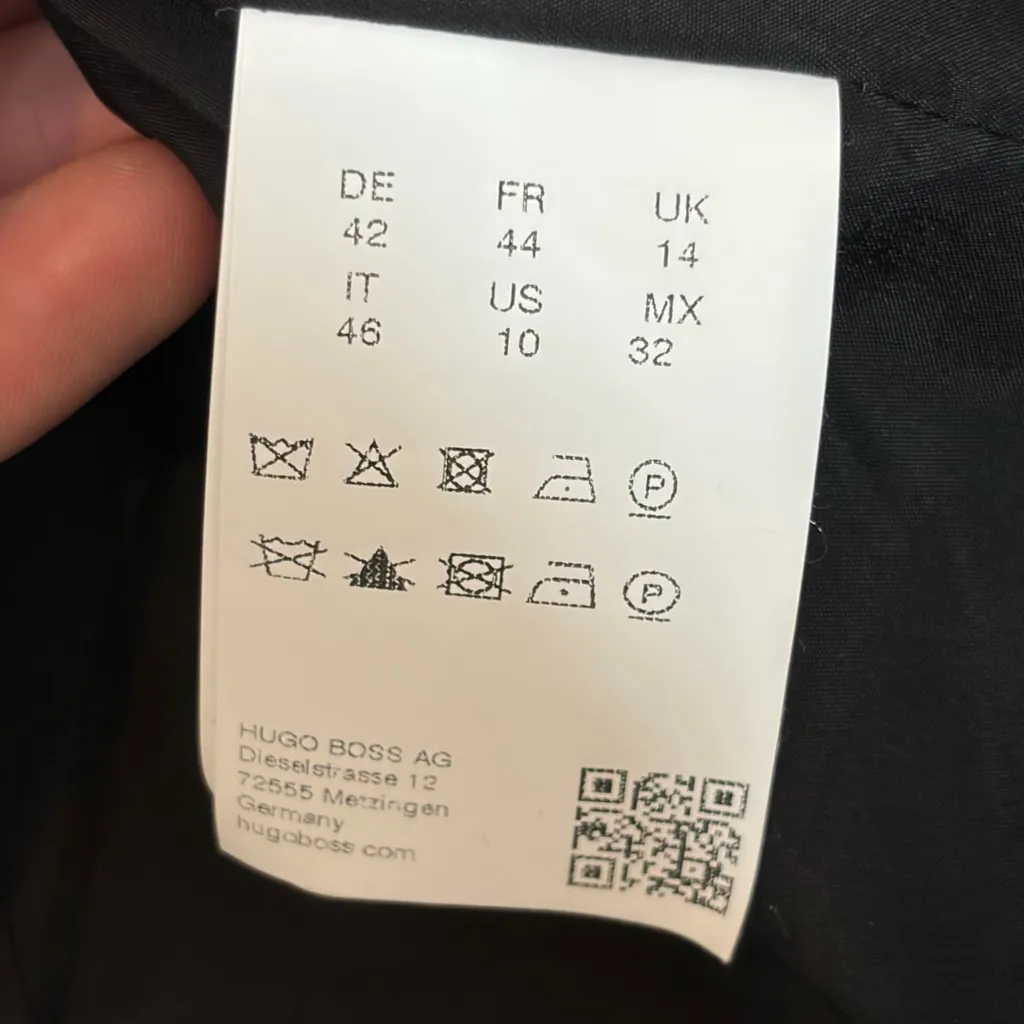 DE FR UK
42 44 14
IT US MX
46 10 32
P
P
HUGO BOSS AG
Dieselstrasse 12
72555 Metzingen
Germany
hugoboss.com